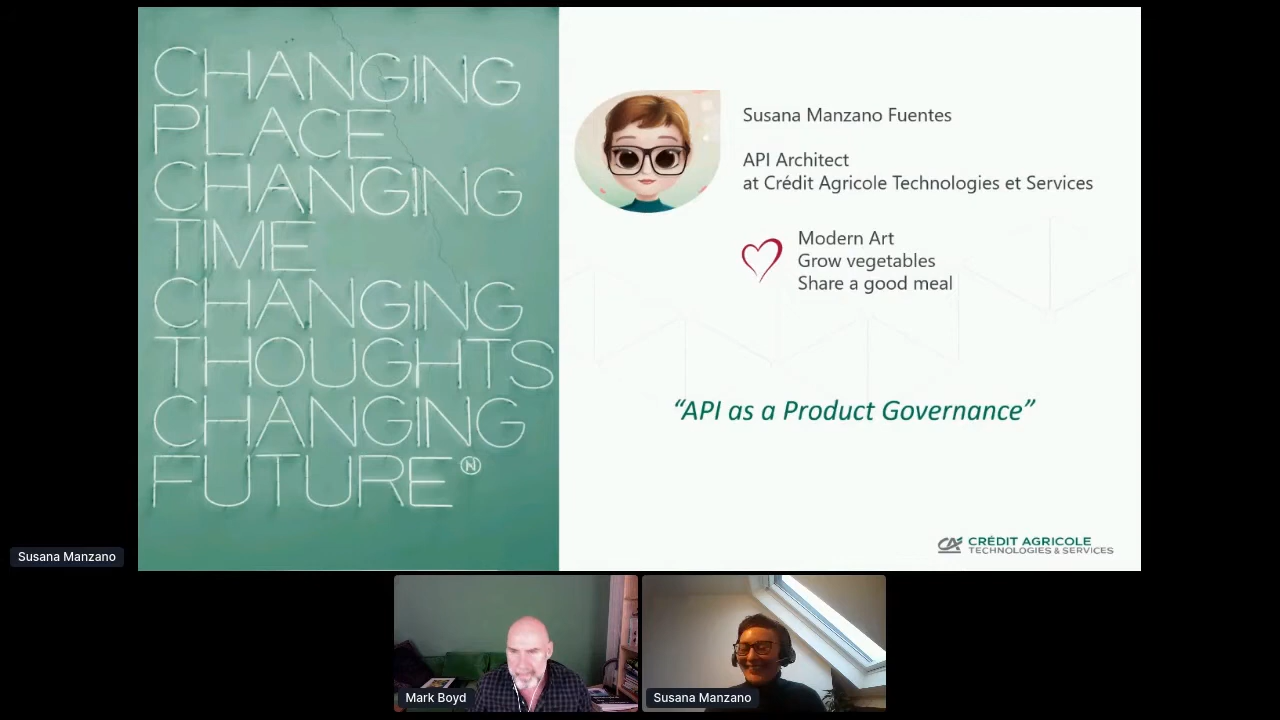 CHANGING
PLACE
CHANGING
TIME
CHANGING
THOUGHTS
CHANGING
FUTURE
Susana Manzano Fuentes
API Architect
at Crédit Agricole Technologies et Services
Modern Art
Grow vegetables
Share a good meal
“API as a Product Governance”
CA CRÉDIT AGRICOLE
TECHNOLOGIES & SERVICES
Susana Manzano
Mark Boyd
Susana Manzano